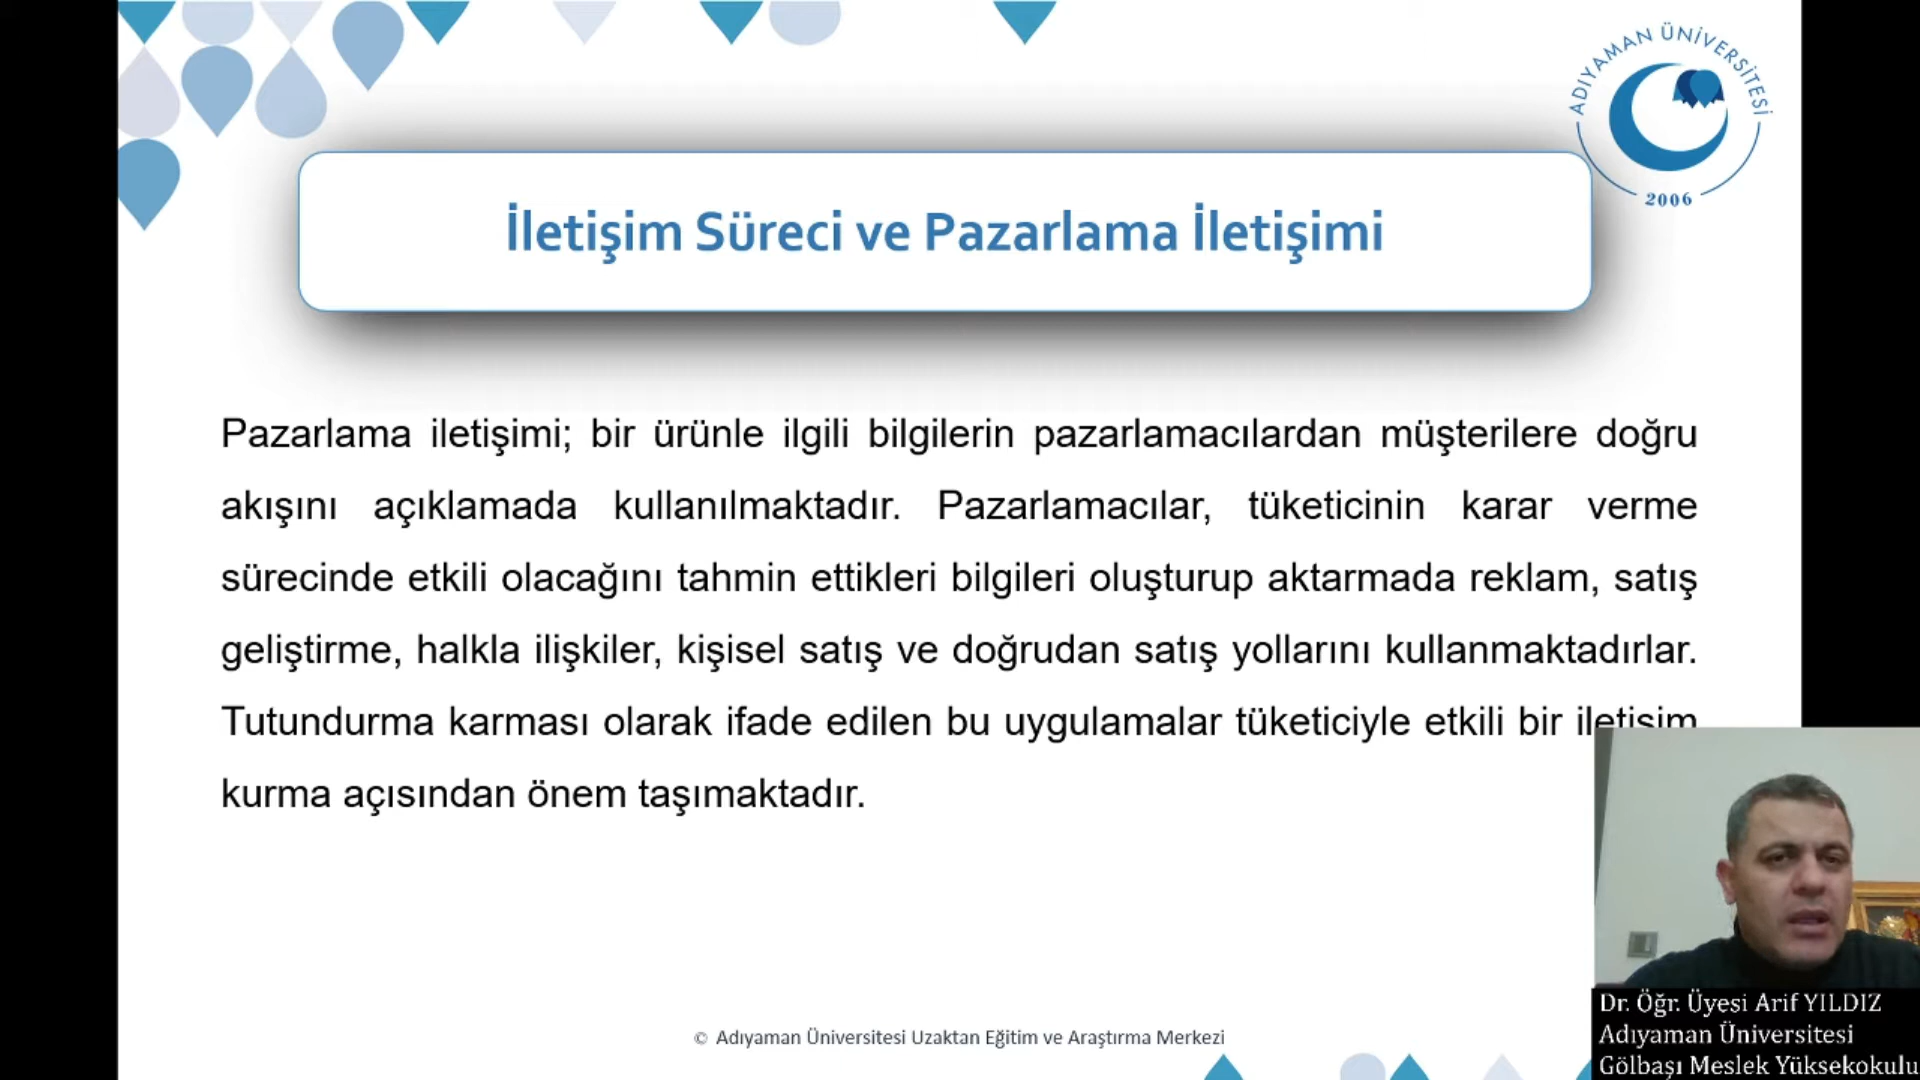 ADIYAMAN ÜNİVERSİTESİ
2006
İletişim Süreci ve Pazarlama İletişimi
Pazarlama iletişimi; bir ürünle ilgili bilgilerin pazarlamacılardan müşterilere doğru
akışını açıklamada kullanılmaktadır. Pazarlamacılar, tüketicinin karar verme
sürecinde etkili olacağını tahmin ettikleri bilgileri oluşturup aktarmada reklam, satış
geliştirme, halkla ilişkiler, kişisel satış ve doğrudan satış yollarını kullanmaktadırlar.
Tutundurma karması olarak ifade edilen bu uygulamalar tüketiciyle etkili bir iletişim
kurma açısından önem taşımaktadır.
© Adıyaman Üniversitesi Uzaktan Eğitim ve Araştırma Merkezi
Dr. Öğr. Üyesi Arif YILDIZ
Adıyaman Üniversitesi
Gölbaşı Meslek Yüksekokulu